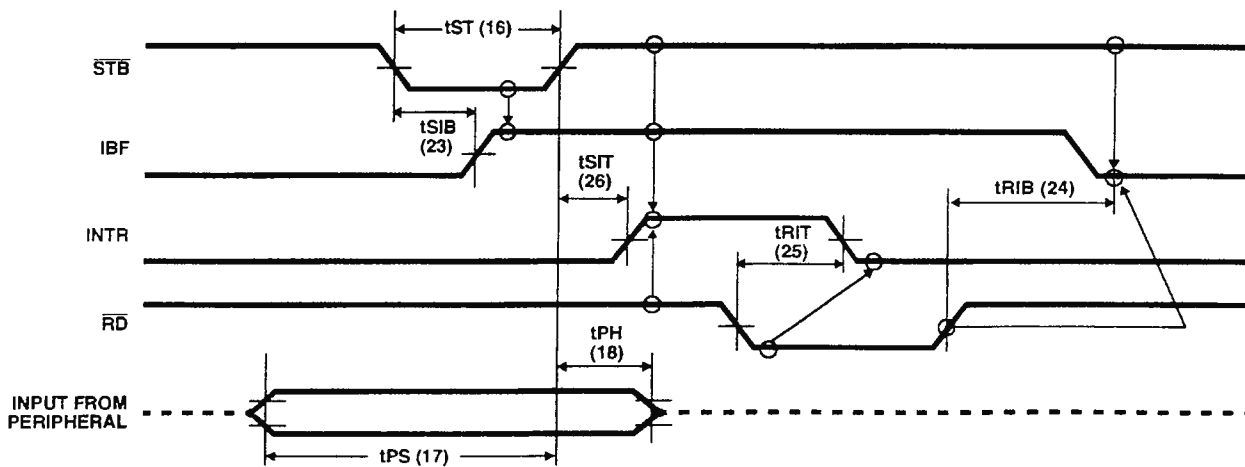 tST (16)
STB
tSIB
(23)
IBF
tSIT
(26)
tRIB (24)
INTR
tRIT
(25)
RD
tPH
(18)
INPUT FROM
PERIPHERAL
tPS (17)